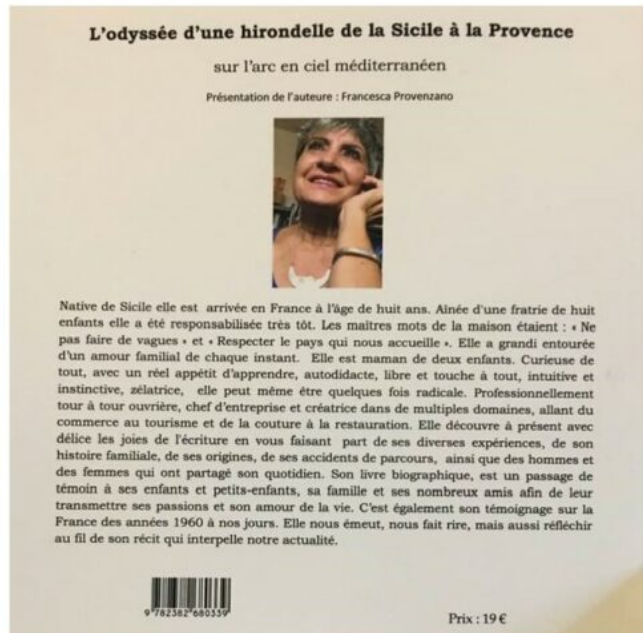 L'odyssée d'une hirondelle de la Sicile à la Provence
sur l'arc en ciel méditerranéen
Présentation de l'auteure : Francesca Provenzano
Native de Sicile elle est arrivée en France à l'âge de huit ans. Ainée d'une fratrie de huit
enfants elle a été responsabilisée très tôt. Les maîtres mots de la maison étaient : « Ne
pas faire de vagues » et « Respecter le pays qui nous accueille ». Elle a grandi entourée
d'un amour familial de chaque instant. Elle est maman de deux enfants. Curieuse de
tout, avec un réel appétit d'apprendre, autodidacte, libre et touche à tout, intuitive et
instinctive, zélatrice, elle peut même être quelques fois radicale. Professionnellement
tour à tour ouvrière, chef d'entreprise et créatrice dans de multiples domaines, allant du
commerce au tourisme et de la couture à la restauration. Elle découvre à présent avec
délice les joies de l'écriture en vous faisant part de ses diverses expériences, de son
histoire familiale, de ses origines, de ses accidents de parcours, ainsi que des hommes et
des femmes qui ont partagé son quotidien. Son livre biographique, est un passage de
témoin à ses enfants et petits-enfants, sa famille et ses nombreux amis afin de leur
transmettre ses passions et son amour de la vie. C'est également son témoignage sur la
France des années 1960 à nos jours. Elle nous émeut, nous fait rire, mais aussi réfléchir
au fil de son récit qui interpelle notre actualité.
9 782382 680339
Prix : 19 €